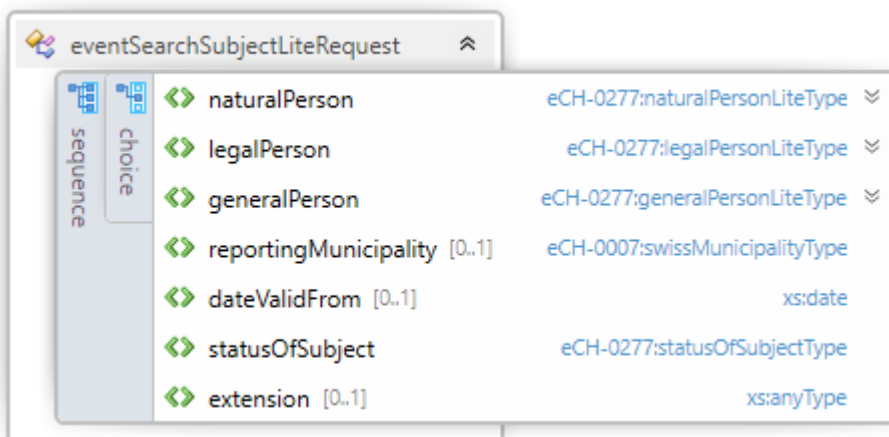 eventSearchSubjectLiteRequest
sequence
choice
naturalPerson eCH-0277:naturalPersonLiteType
legalPerson eCH-0277:legalPersonLiteType
generalPerson eCH-0277:generalPersonLiteType
reportingMunicipality [0..1] eCH-0007:swissMunicipalityType
dateValidFrom [0..1] xs:date
statusOfSubject eCH-0277:statusOfSubjectType
extension [0..1] xs:anyType